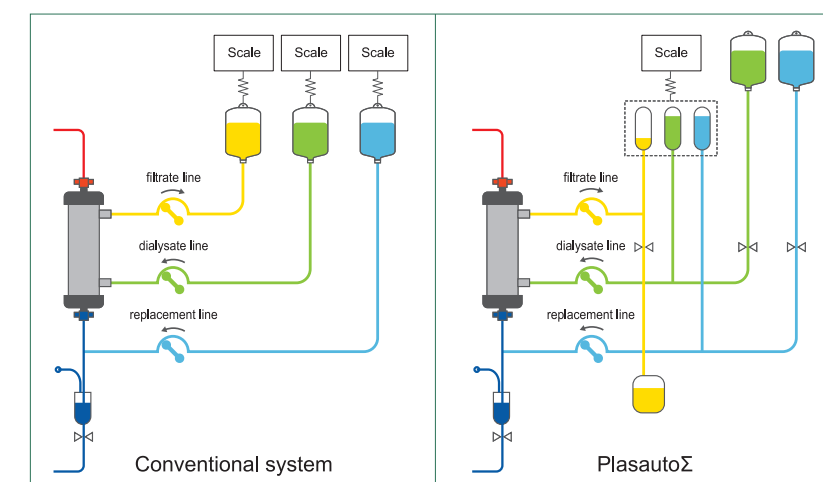 Scale Scale Scale
filtrate line
dialysate line
replacement line
Conventional system
Scale
filtrate line
dialysate line
replacement line
PlasautoΣ